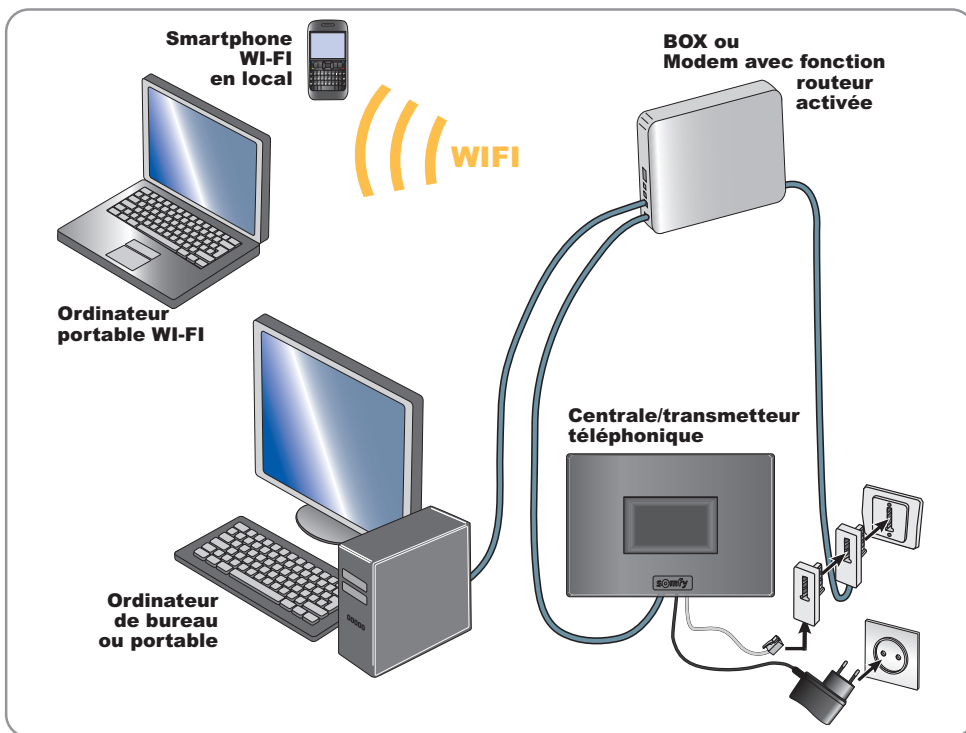 Smartphone
WI-FI
en local
BOX ou
Modem avec fonction
routeur
activée
WIFI
Ordinateur
portable WI-FI
Centrale/transmetteur
téléphonique
somfy
Ordinateur
de bureau
ou portable